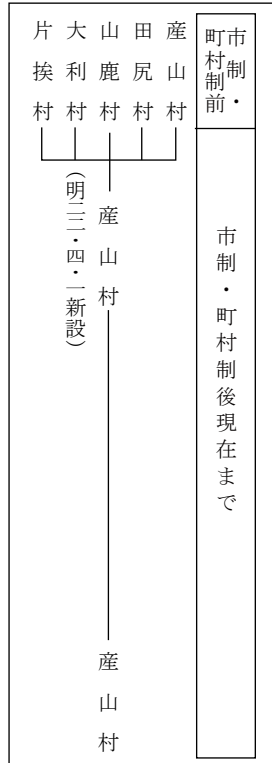 市制・
町村制前
市制・町村制後現在まで
産山村
田尻村
山鹿村
大利村
片挨村
産山村
(明二二・四・一新設)
産山村